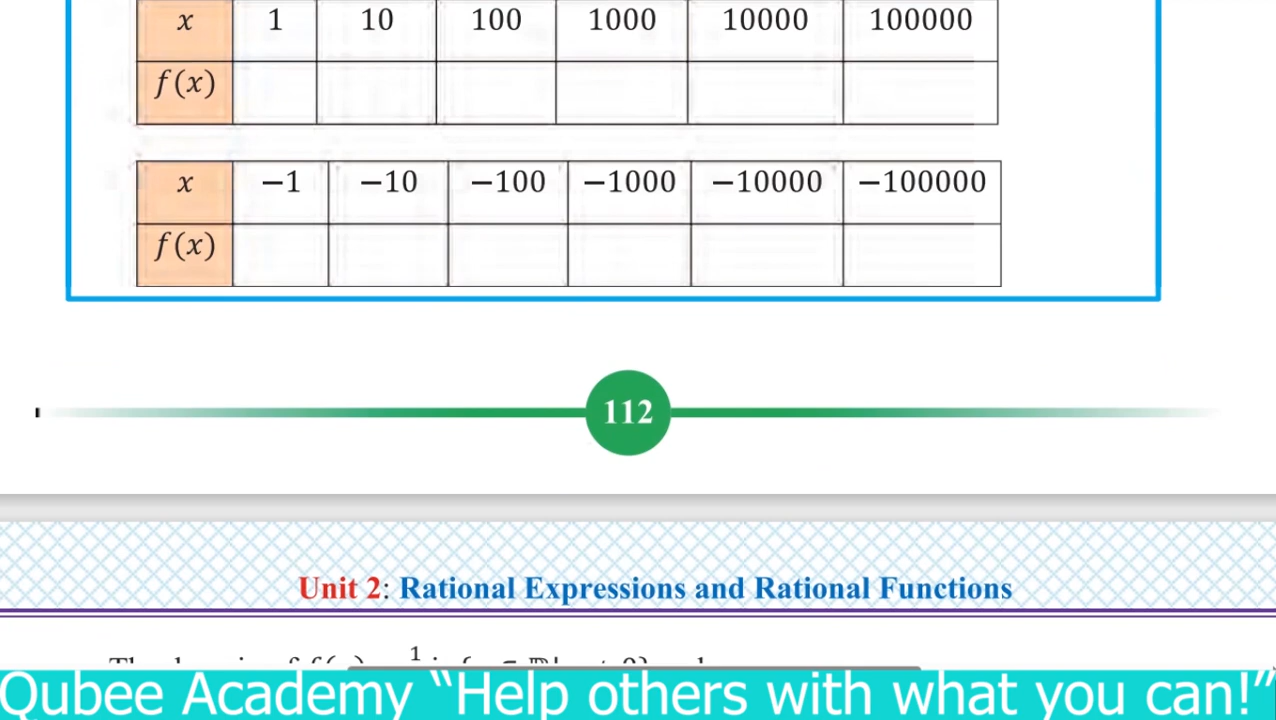 x 1 10 100 1000 10000 100000
f(x)
x −1 −10 −100 −1000 −10000 −100000
f(x)
112
Unit 2: Rational Expressions and Rational Functions
1
Qubee Academy “Help others with what you can!”